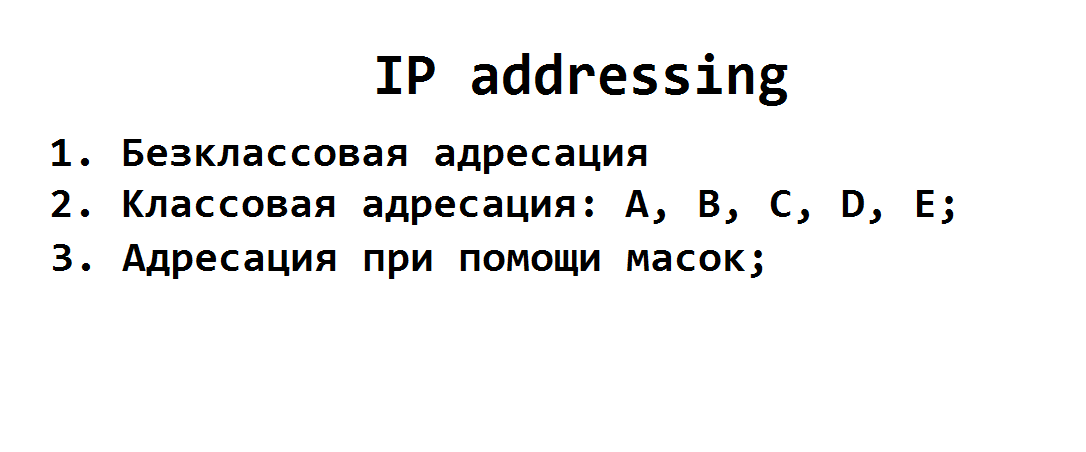 IP addressing
1. Безклассовая адресация
2. Классовая адресация: A, B, C, D, E;
3. Адресация при помощи масок;